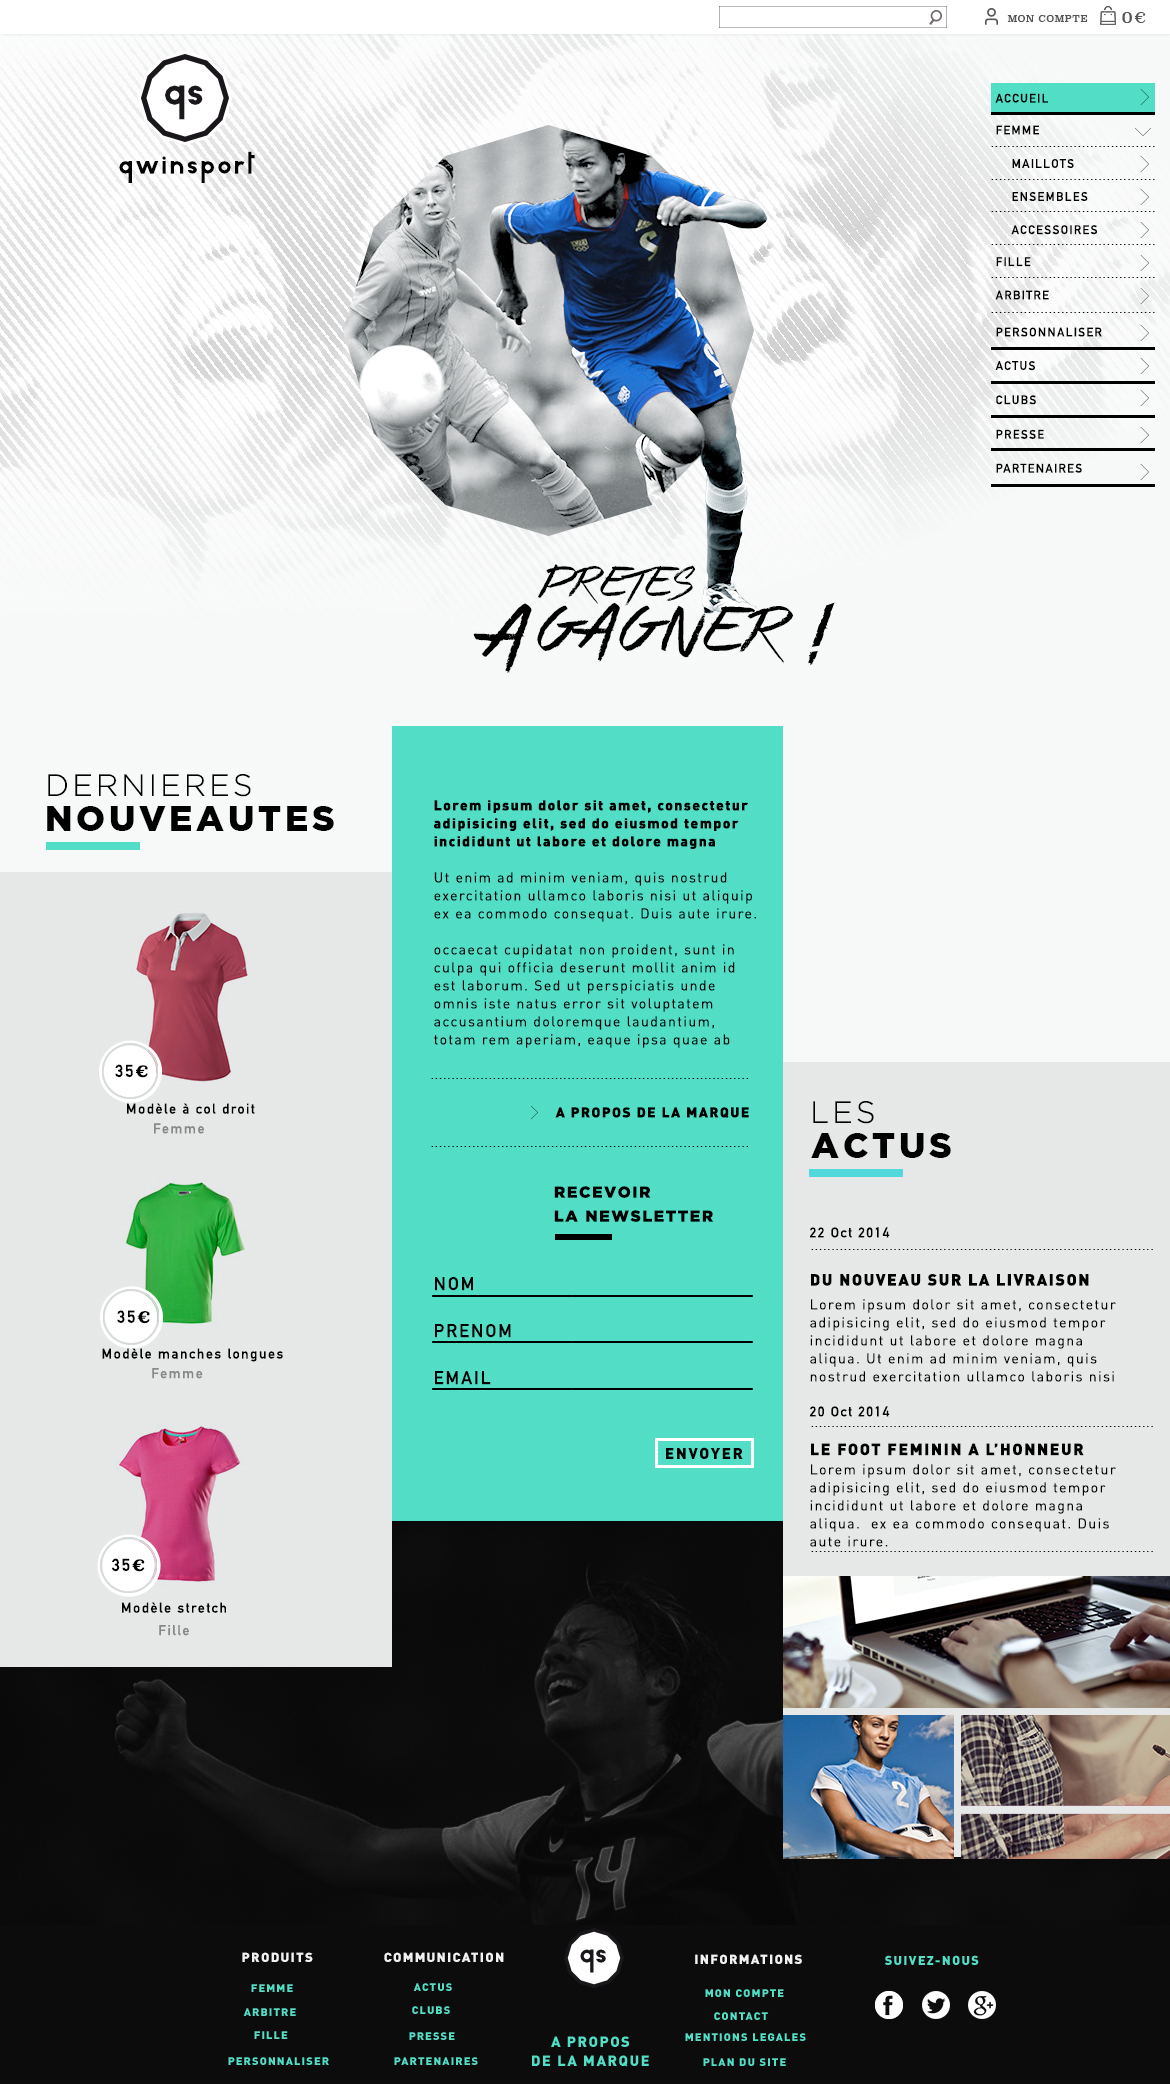 MON COMPTE
0€
qs
qwinsport
ACCUEIL
FEMME
MAILLOTS
ENSEMBLES
ACCESSOIRES
FILLE
ARBITRE
PERSONNALISER
ACTUS
CLUBS
PRESSE
PARTENAIRES
PRETES
A GAGNER !
DERNIERES
NOUVEAUTES
35€
Modèle à col droit
Femme
35€
Modèle manches longues
Femme
35€
Modèle stretch
Fille
Lorem ipsum dolor sit amet, consectetur
adipisicing elit, sed do eiusmod tempor
incididunt ut labore et dolore magna
Ut enim ad minim veniam, quis nostrud
exercitation ullamco laboris nisi ut aliquip
ex ea commodo consequat. Duis aute irure.
occaecat cupidatat non proident, sunt in
culpa qui officia deserunt mollit anim id
est laborum. Sed ut perspiciatis unde
omnis iste natus error sit voluptatem
accusantium doloremque laudantium,
totam rem aperiam, eaque ipsa quae ab
A PROPOS DE LA MARQUE
RECEVOIR
LA NEWSLETTER
NOM
PRENOM
EMAIL
ENVOYER
LES
ACTUS
22 Oct 2014
DU NOUVEAU SUR LA LIVRAISON
Lorem ipsum dolor sit amet, consectetur
adipisicing elit, sed do eiusmod tempor
incididunt ut labore et dolore magna
aliqua. Ut enim ad minim veniam, quis
nostrud exercitation ullamco laboris nisi
20 Oct 2014
LE FOOT FEMININ A L'HONNEUR
Lorem ipsum dolor sit amet, consectetur
adipisicing elit, sed do eiusmod tempor
incididunt ut labore et dolore magna
aliqua.  ex ea commodo consequat. Duis
aute irure.
2
14
PRODUITS
FEMME
ARBITRE
FILLE
PERSONNALISER
COMMUNICATION
ACTUS
CLUBS
PRESSE
PARTENAIRES
qs
A PROPOS
DE LA MARQUE
INFORMATIONS
MON COMPTE
CONTACT
MENTIONS LEGALES
PLAN DU SITE
SUIVEZ-NOUS